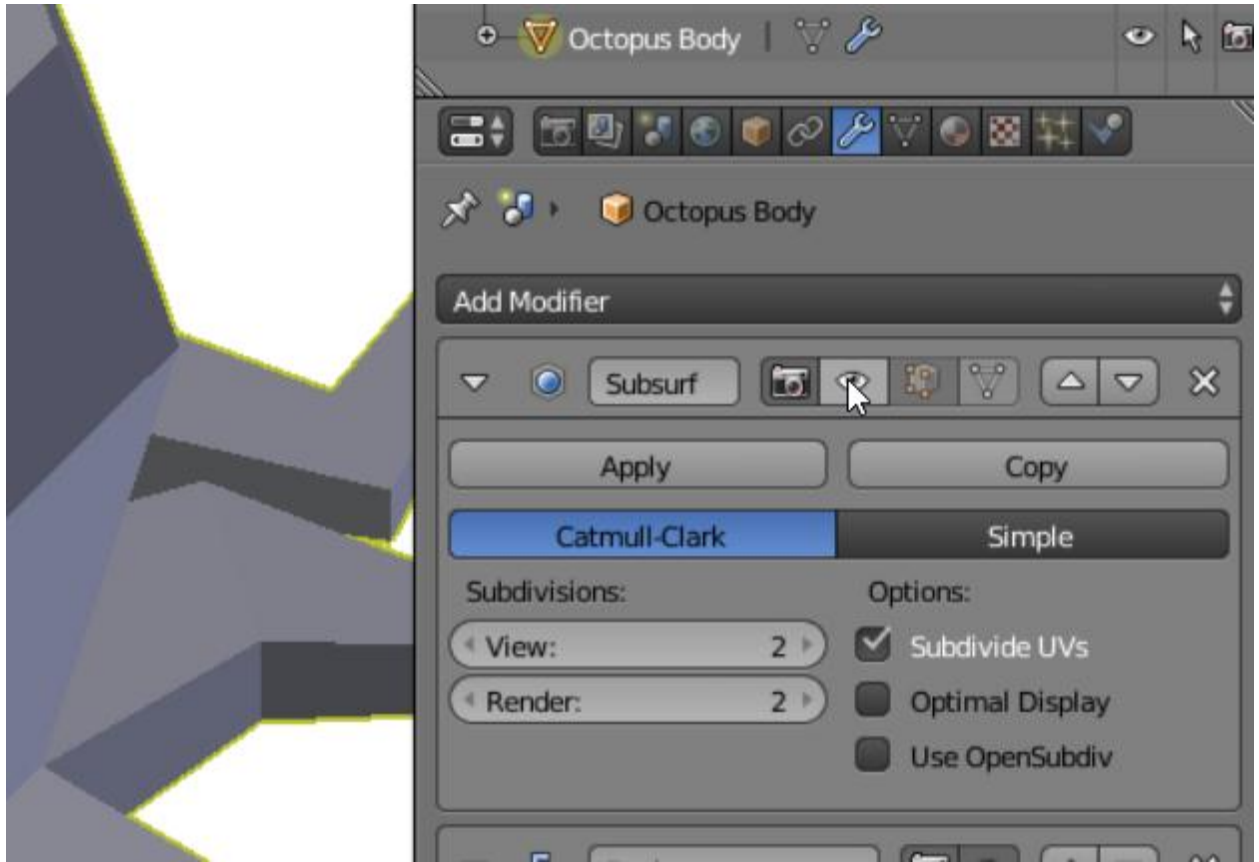 Octopus Body
Octopus Body
Add Modifier
Subsurf
Apply Copy
Catmull-Clark Simple
Subdivisions: Options:
View: 2 Subdivide UVs
Render: 2 Optimal Display
Use OpenSubdiv